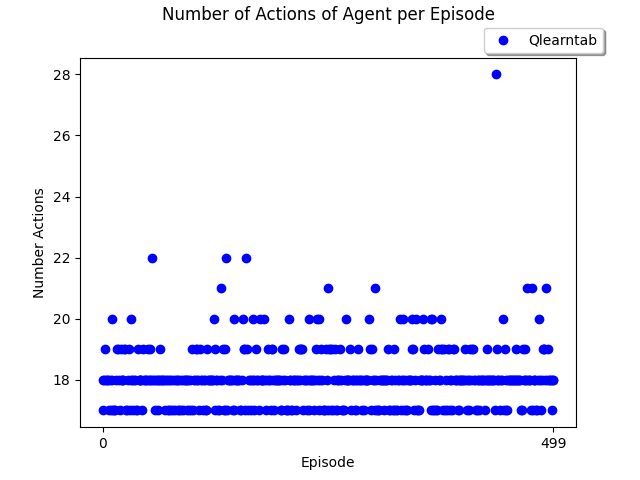 Number of Actions of Agent per Episode
Qlearntab
28
26
24
22
20
18
Number Actions
0
499
Episode